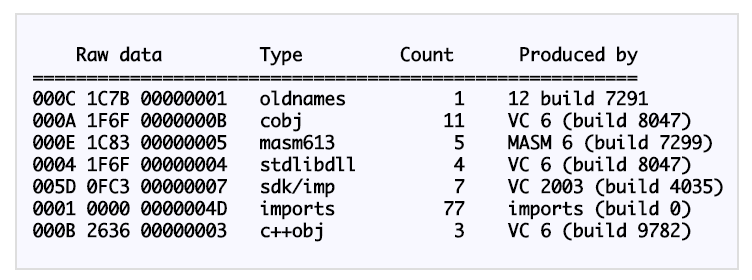 Raw data Type Count Produced by
========================================================
000C 1C7B 00000001 oldnames 1 12 build 7291
000A 1F6F 0000000B cobj 11 VC 6 (build 8047)
000E 1C83 00000005 masm613 5 MASM 6 (build 7299)
0004 1F6F 00000004 stdlibdll 4 VC 6 (build 8047)
005D 0FC3 00000007 sdk/imp 7 VC 2003 (build 4035)
0001 0000 0000004D imports 77 imports (build 0)
000B 2636 00000003 c++obj 3 VC 6 (build 9782)